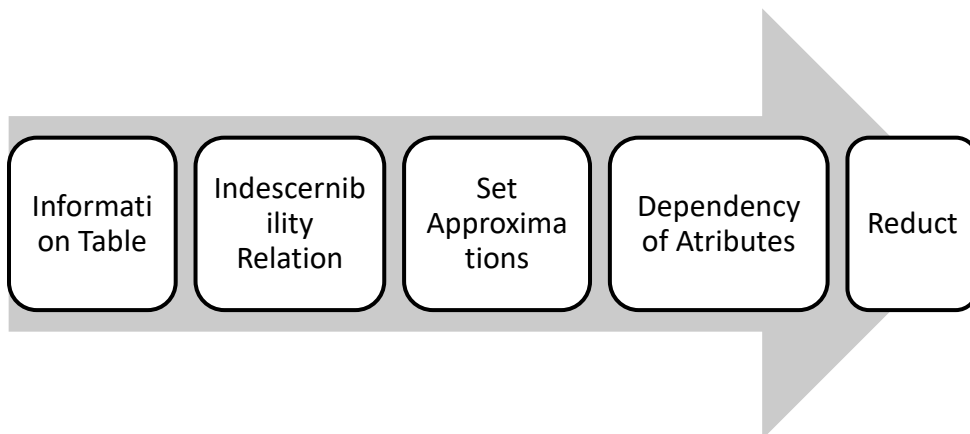 Informati
on Table
Indescernib
ility
Relation
Set
Approxima
tions
Dependency
of Atributes
Reduct